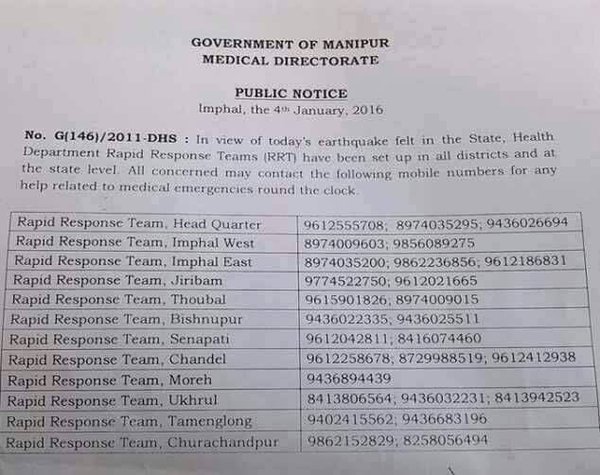 GOVERNMENT OF MANIPUR
MEDICAL DIRECTORATE
PUBLIC NOTICE
Imphal, the 4th January, 2016
No. G(146)/2011-DHS : In view of today's earthquake felt in the State, Health
Department Rapid Response Teams (RRT) have been set up in all districts and at
the state level. All concerned may contact the following mobile numbers for any
help related to medical emergencies round the clock.
Rapid Response Team, Head Quarter 9612555708; 8974035295; 9436026694
Rapid Response Team, Imphal West 8974009603; 9856089275
Rapid Response Team, Imphal East 8974035200; 9862236856; 9612186831
Rapid Response Team, Jiribam 9774522750; 9612021665
Rapid Response Team, Thoubal 9615901826; 8974009015
Rapid Response Team, Bishnupur 9436022335; 9436025511
Rapid Response Team, Senapati 9612042811; 8416074460
Rapid Response Team, Chandel 9612258678; 8729988519; 9612412938
Rapid Response Team, Moreh 9436894439
Rapid Response Team, Ukhrul 8413806564; 9436032231; 8413942523
Rapid Response Team, Tamenglong 9402415562; 9436683196
Rapid Response Team, Churachandpur 9862152829; 8258056494